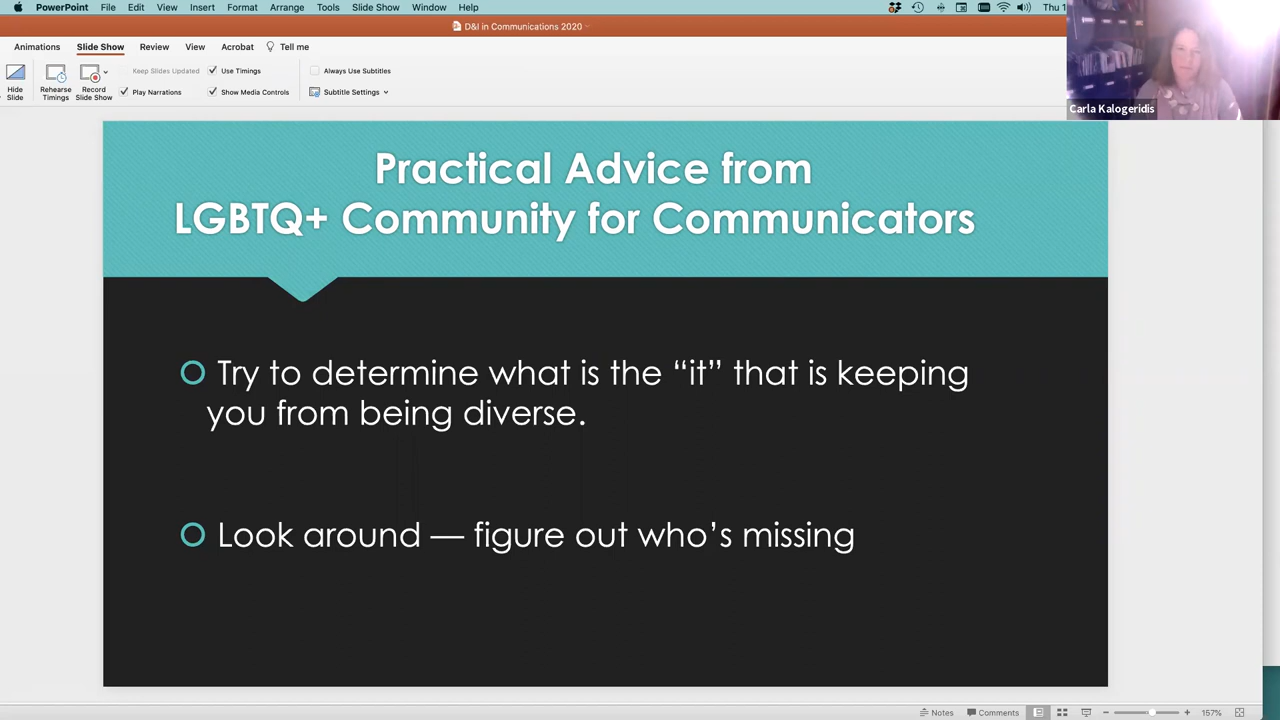 PowerPoint File Edit View Insert Format Arrange Tools Slide Show Window Help Thu 1
D&I in Communications 2020
Animations Slide Show Review View Acrobat Tell me
Keep Slides Updated Use Timings Always Use Subtitles
Hide Slide Rehearse Timings Record Slide Show Play Narrations Show Media Controls Subtitle Settings
Carla Kalogeridis
Practical Advice from
LGBTQ+ Community for Communicators
Try to determine what is the “it” that is keeping
you from being diverse.
Look around — figure out who’s missing
Notes Comments 157%